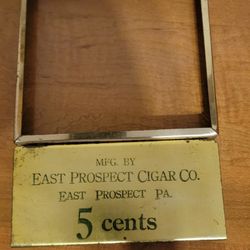 MFG. BY
EAST PROSPECT CIGAR CO.
EAST PROSPECT PA.
5 cents